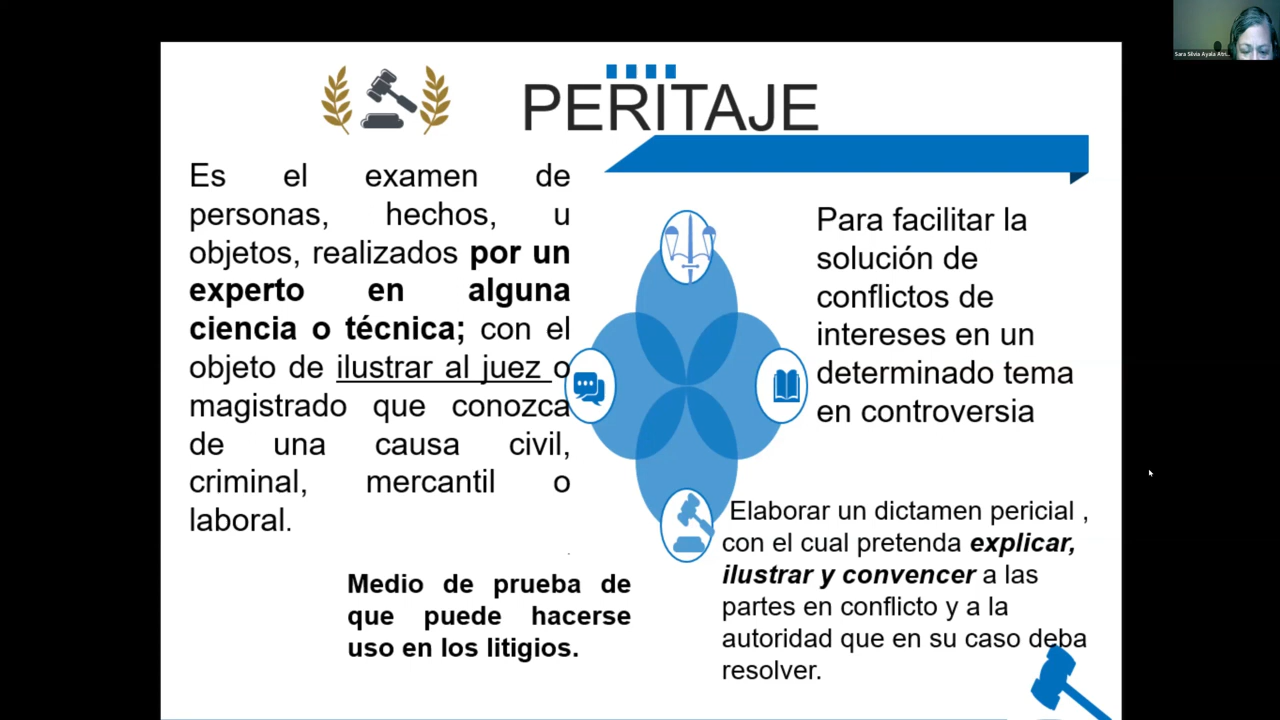 PERITAJE
Es el examen de
personas, hechos, u
objetos, realizados por un
experto en alguna
ciencia o técnica; con el
objeto de ilustrar al juez o
magistrado que conozca
de una causa civil,
criminal, mercantil o
laboral.
Para facilitar la
solución de
conflictos de
intereses en un
determinado tema
en controversia
Medio de prueba de
que puede hacerse
uso en los litigios.
Elaborar un dictamen pericial ,
con el cual pretenda explicar,
ilustrar y convencer a las
partes en conflicto y a la
autoridad que en su caso deba
resolver.
Sara Silvia Ayala